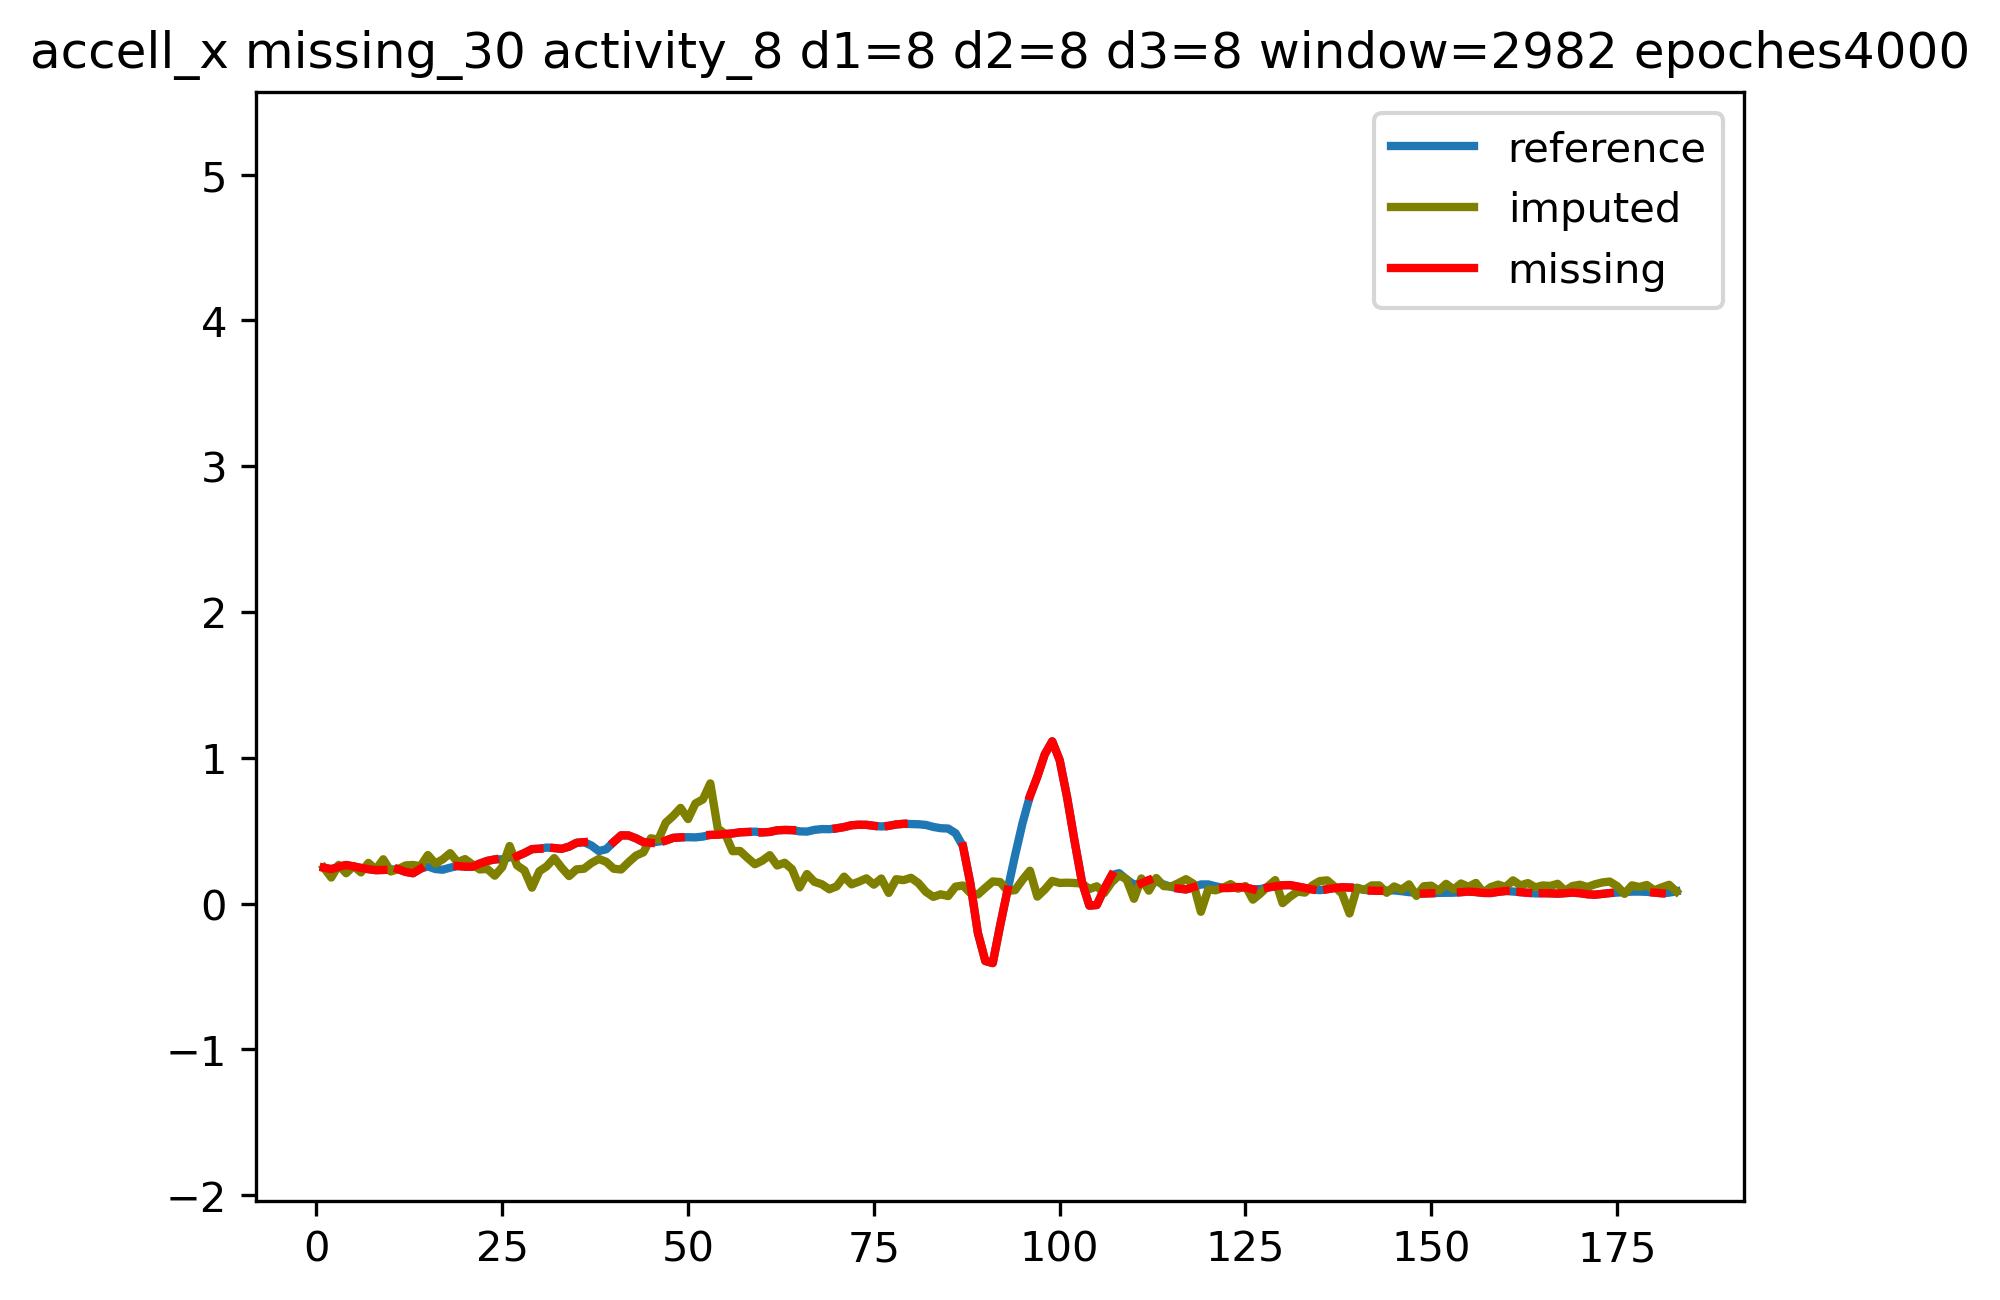 accell_x missing_30 activity_8 d1=8 d2=8 d3=8 window=2982 epoches4000
reference
imputed
missing
5
4
3
2
1
0
−1
−2
0 25 50 75 100 125 150 175